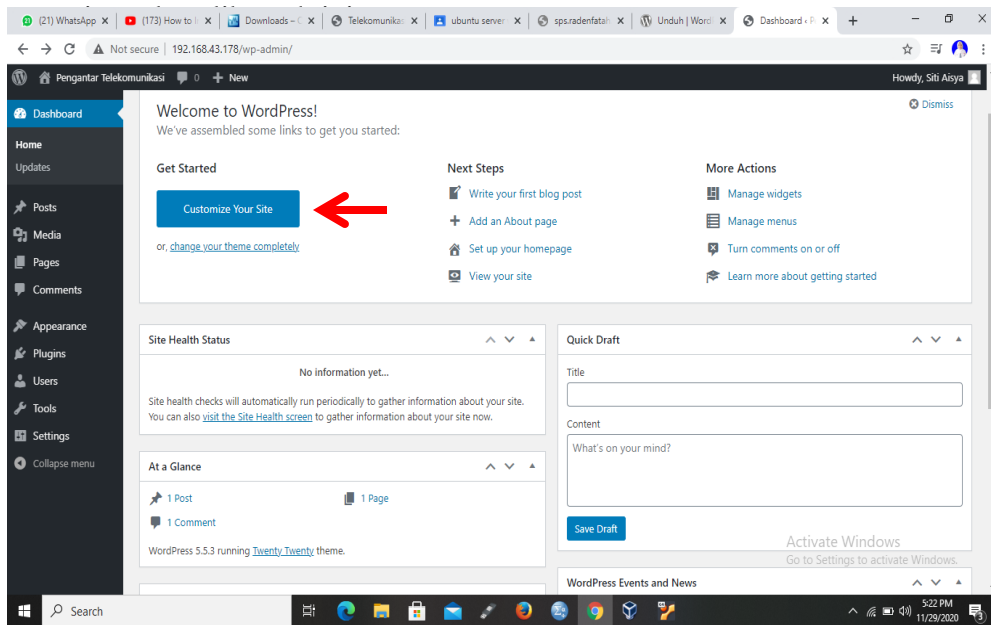 (21) WhatsApp
(173) How to i
Downloads – C
Telekomunikas
ubuntu server
sps.radenfatah
Unduh | Word
Dashboard ‹ P
Not secure | 192.168.43.178/wp-admin/
Pengantar Telekomunikasi 0 + New
Howdy, Siti Aisya
Dashboard
Home
Updates
Posts
Media
Pages
Comments
Appearance
Plugins
Users
Tools
Settings
Collapse menu
Welcome to WordPress!
Dismiss
We've assembled some links to get you started:
Get Started
Customize Your Site
or, change your theme completely
Next Steps
Write your first blog post
Add an About page
Set up your homepage
View your site
More Actions
Manage widgets
Manage menus
Turn comments on or off
Learn more about getting started
Site Health Status
No information yet...
Site health checks will automatically run periodically to gather information about your site.
You can also visit the Site Health screen to gather information about your site now.
At a Glance
1 Post
1 Page
1 Comment
WordPress 5.5.3 running Twenty Twenty theme.
Quick Draft
Title
Content
What's on your mind?
Save Draft
Activate Windows
Go to Settings to activate Windows.
WordPress Events and News
Search
5:22 PM
11/29/2020
3